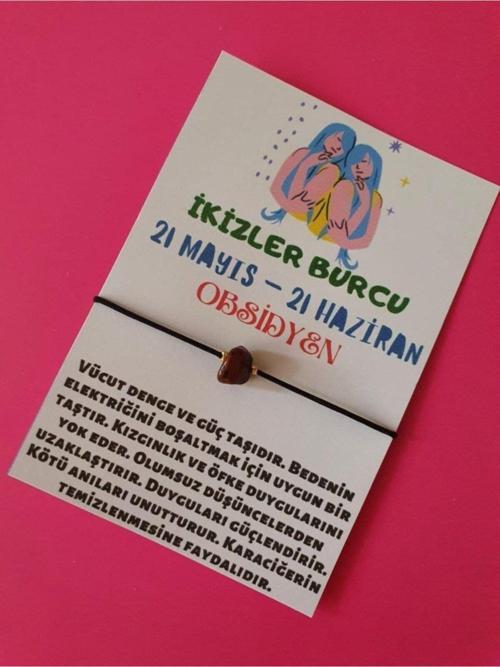 İKİZLER BURCU
21 MAYIS – 21 HAZİRAN
OBSİDYEN
VÜCUT DENGE VE GÜÇ TAŞIDIR. BEDENİN
ELEKTRİĞİNİ BOŞALTMAK İÇİN UYGUN BİR
TAŞTIR. KIZGINLIK VE ÖFKE DUYGULARINI
YOK EDER. OLUMSUZ DÜŞÜNCELERDEN
UZAKLAŞTIRIR. DUYGULARI GÜÇLENDİRİR.
KÖTÜ ANILARI UNUTTURUR. KARACİĞERİN
TEMİZLENMESİNE FAYDALIDIR.